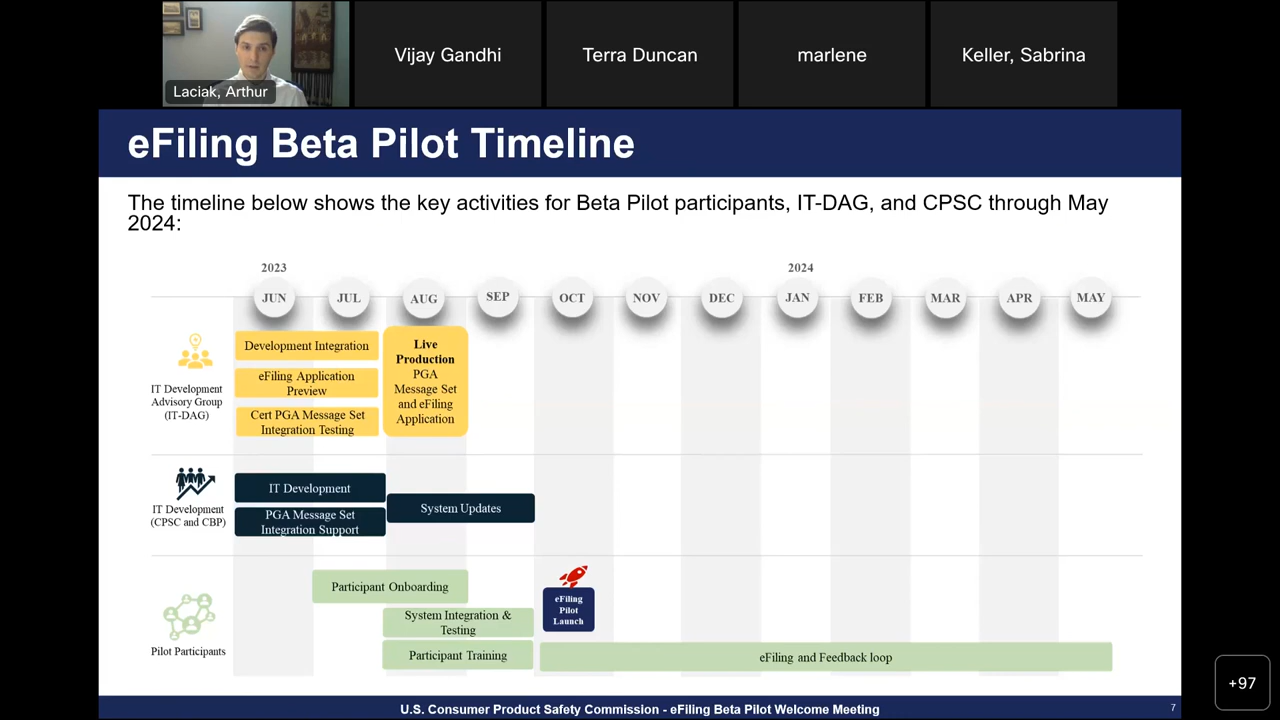 Laciak, Arthur
Vijay Gandhi
Terra Duncan
marlene
Keller, Sabrina
eFiling Beta Pilot Timeline
The timeline below shows the key activities for Beta Pilot participants, IT-DAG, and CPSC through May
2024:
2023
2024
JUN
JUL
AUG
SEP
OCT
NOV
DEC
JAN
FEB
MAR
APR
MAY
IT Development
Advisory Group
(IT-DAG)
Development Integration
eFiling Application
Preview
Cert PGA Message Set
Integration Testing
Live
Production
PGA
Message Set
and eFiling
Application
IT Development
(CPSC and CBP)
IT Development
PGA Message Set
Integration Support
System Updates
Pilot Participants
Participant Onboarding
System Integration &
Testing
Participant Training
eFiling
Pilot
Launch
eFiling and Feedback loop
+97
U.S. Consumer Product Safety Commission - eFiling Beta Pilot Welcome Meeting
7